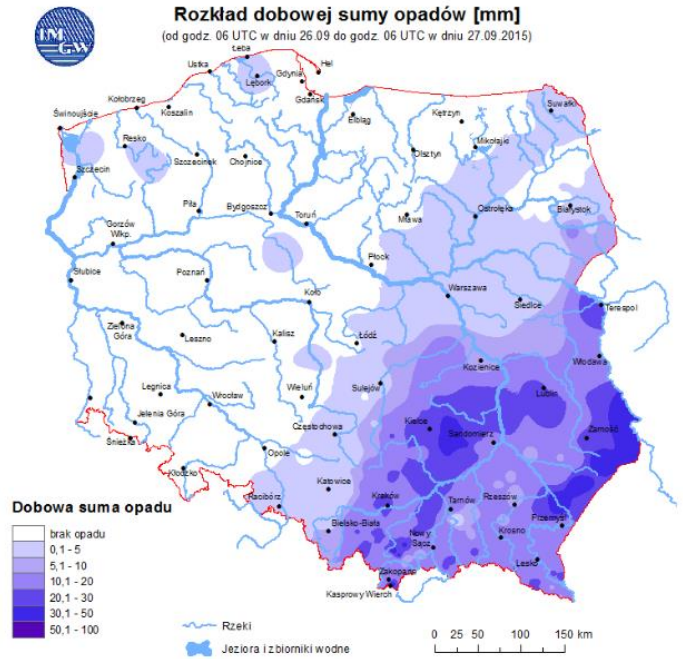 Rozkład dobowej sumy opadów [mm]
(od godz. 06 UTC w dniu 26.09 do godz. 06 UTC w dniu 27.09.2015)
IM
GW
Łeba
Ustka
Hel
Gdynia
Lębork
Gdańsk
Kołobrzeg
Koszalin
Suwałki
Świnoujście
Elbląg
Kętrzyn
Resko
Mikołajki
Szczecinek
Chojnice
Olsztyn
Szczecin
Piła
Bydgoszcz
Toruń
Mława
Ostrołęka
Białystok
Gorzów
Wlkp.
Płock
Słubice
Poznań
Koło
Warszawa
Siedlce
Terespol
Zielona
Góra
Leszno
Kalisz
Łódź
Kozienice
Włodawa
Legnica
Wrocław
Wieluń
Sulejów
Lublin
Jelenia Góra
Śnieżka
Częstochowa
Kielce
Sandomierz
Zamość
Opole
Kłodzko
Katowice
Racibórz
Kraków
Tarnów
Rzeszów
Bielsko-Biała
Nowy
Sącz
Krosno
Przemyśl
Lesko
Zakopane
Kasprowy Wierch
Dobowa suma opadu
brak opadu
0,1 - 5
5,1 - 10
10,1 - 20
20,1 - 30
30,1 - 50
50,1 - 100
Rzeki
Jeziora i zbiorniki wodne
0 25 50 100 150 km